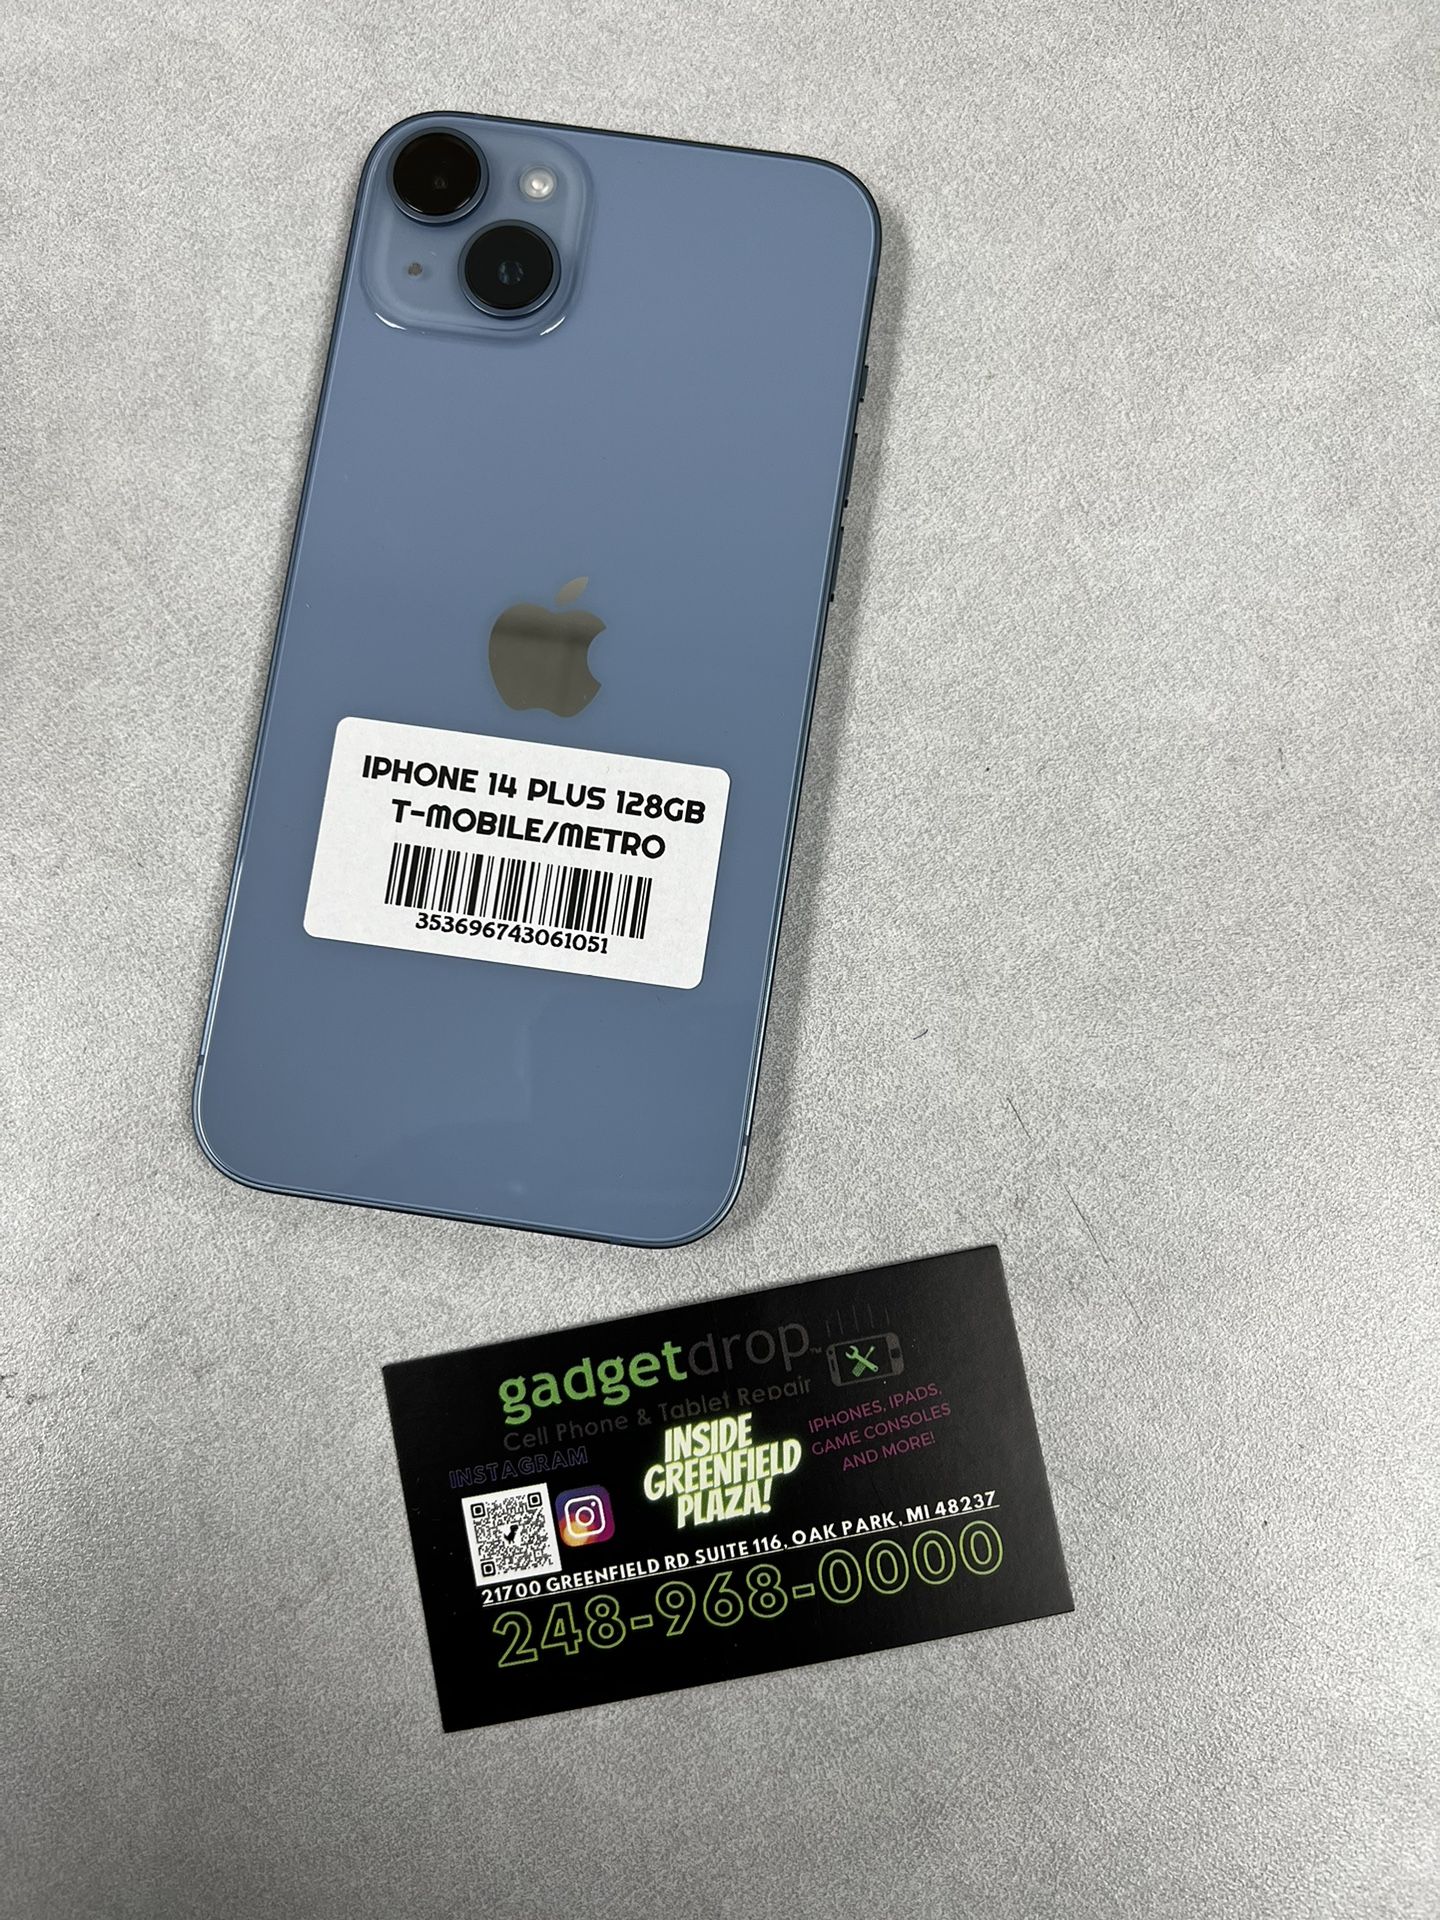 IPHONE 14 PLUS 128GB
T-MOBILE/METRO
353696743061051
gadgetdrop™
Cell Phone & Tablet Repair
INSTAGRAM
INSIDE
GREENFIELD
PLAZA!
IPHONES, IPADS,
GAME CONSOLES
AND MORE!
21700 GREENFIELD RD SUITE 116, OAK PARK, MI 48237
248-968-0000